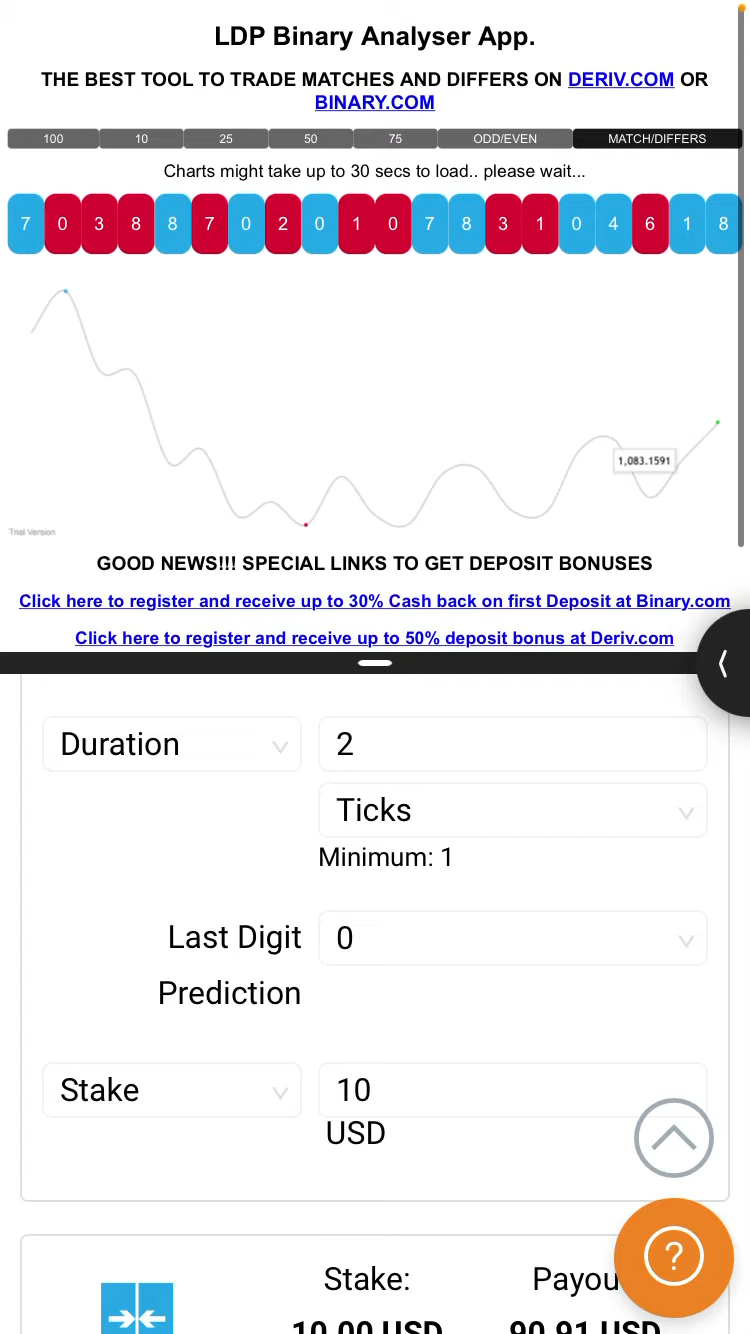 LDP Binary Analyser App.
THE BEST TOOL TO TRADE MATCHES AND DIFFERS ON DERIV.COM OR
BINARY.COM
100 10 25 50 75 ODD/EVEN MATCH/DIFFERS
Charts might take up to 30 secs to load.. please wait...
7 0 3 8 8 7 0 2 0 1 0 7 8 3 1 0 4 6 1 8
1,083.1591
Trial Version
GOOD NEWS!!! SPECIAL LINKS TO GET DEPOSIT BONUSES
Click here to register and receive up to 30% Cash back on first Deposit at Binary.com
Click here to register and receive up to 50% deposit bonus at Deriv.com
Duration 2
Ticks
Minimum: 1
Last Digit 0
Prediction
Stake 10
USD
?
Stake: Payou
10.00 USD 90.91 USD